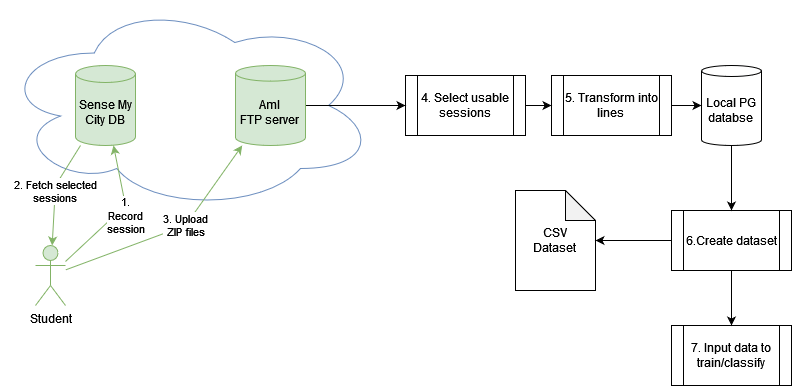 Sense My
City DB
AmI
FTP server
4. Select usable
sessions
5. Transform into
lines
Local PG
databse
2. Fetch selected
sessions
1.
Record
session
3. Upload
ZIP files
Student
CSV
Dataset
6.Create dataset
7. Input data to
train/classify